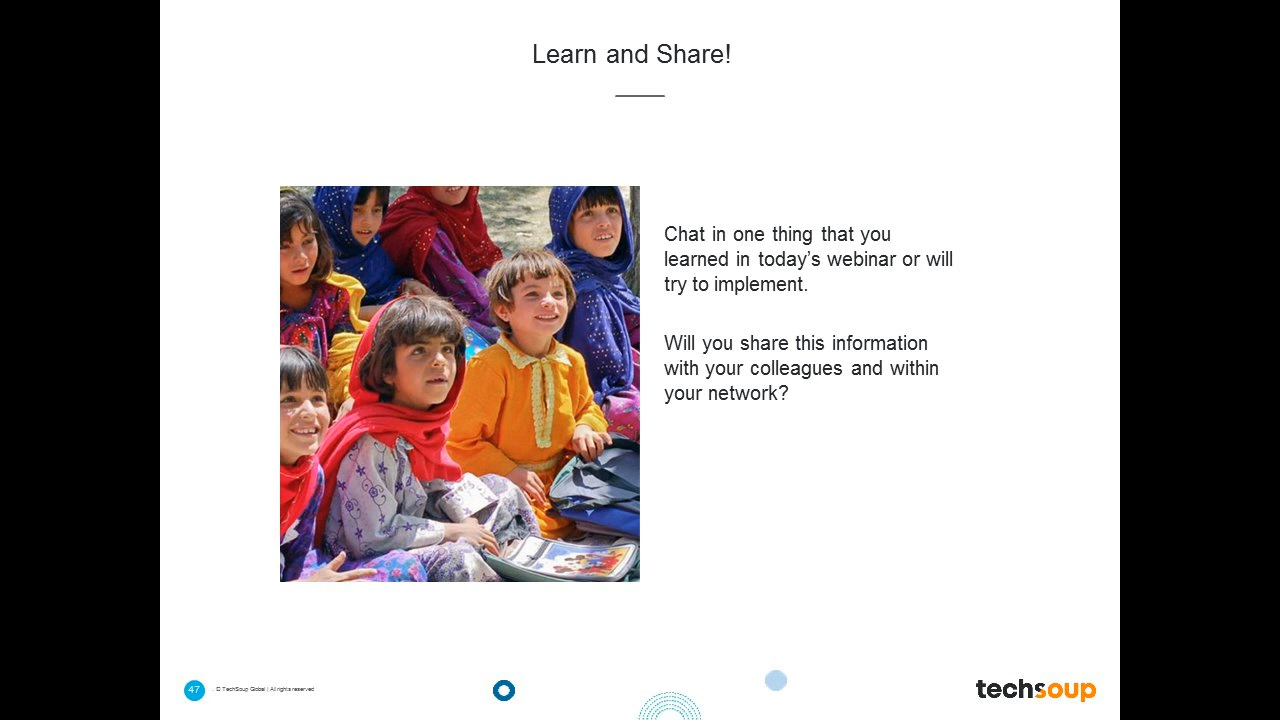 Learn and Share!
Chat in one thing that you
learned in today’s webinar or will
try to implement.
Will you share this information
with your colleagues and within
your network?
47
© TechSoup Global | All rights reserved
techsoup